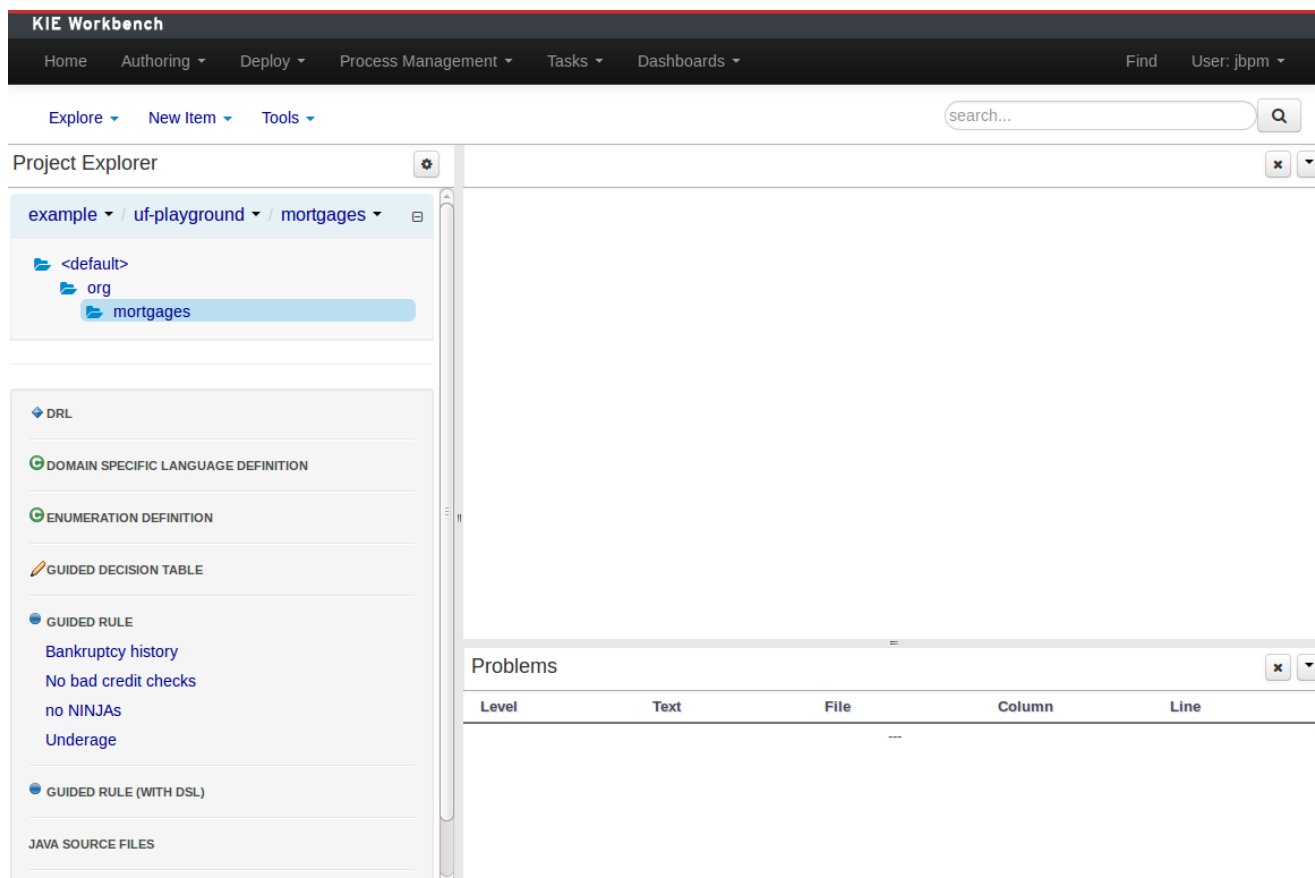 KIE Workbench
Home Authoring Deploy Process Management Tasks Dashboards Find User: jbpm
Explore New Item Tools search...
Project Explorer
example / uf-playground / mortgages
<default>
org
mortgages
DRL
DOMAIN SPECIFIC LANGUAGE DEFINITION
ENUMERATION DEFINITION
GUIDED DECISION TABLE
GUIDED RULE
Bankruptcy history
No bad credit checks
no NINJAs
Underage
GUIDED RULE (WITH DSL)
JAVA SOURCE FILES
Problems
Level Text File Column Line
---